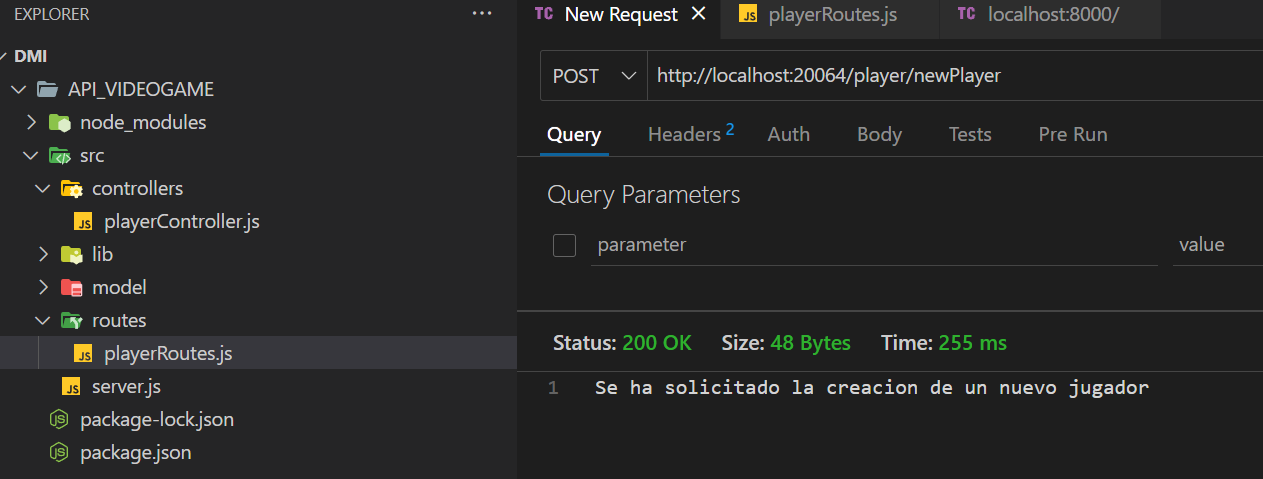 EXPLORER
DMI
API_VIDEOGAME
node_modules
src
controllers
JS playerController.js
lib
model
routes
JS playerRoutes.js
JS server.js
package-lock.json
package.json
TC New Request
JS playerRoutes.js
TC localhost:8000/
POST http://localhost:20064/player/newPlayer
Query Headers 2 Auth Body Tests Pre Run
Query Parameters
parameter value
Status: 200 OK Size: 48 Bytes Time: 255 ms
1 Se ha solicitado la creacion de un nuevo jugador